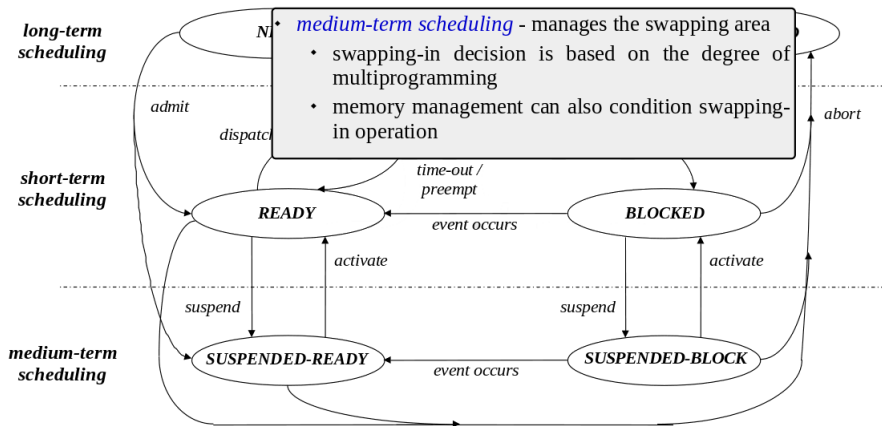 long-term
scheduling
medium-term scheduling - manages the swapping area
swapping-in decision is based on the degree of
multiprogramming
memory management can also condition swapping-
in operation
admit
abort
time-out /
preempt
short-term
scheduling
READY
BLOCKED
event occurs
activate
activate
suspend
suspend
medium-term
scheduling
SUSPENDED-READY
SUSPENDED-BLOCK
event occurs